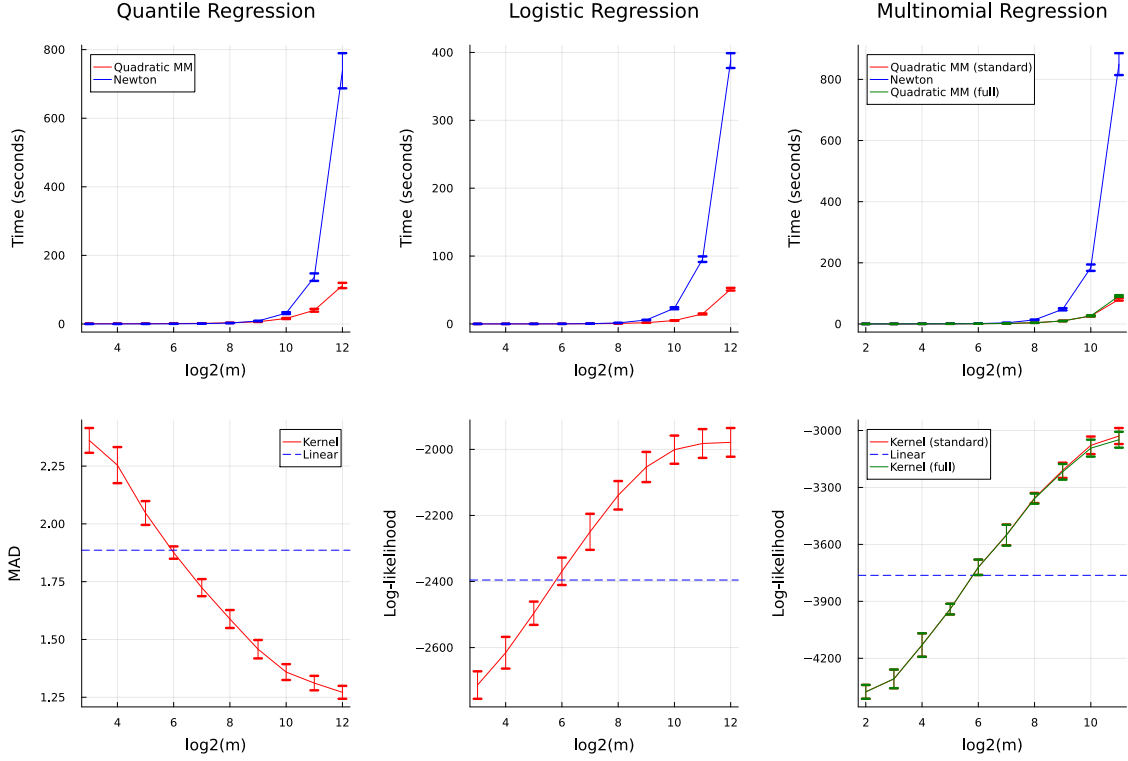 Quantile Regression
Logistic Regression
Multinomial Regression
Time (seconds)
800
600
400
200
0
Quadratic MM
Newton
4
6
8
10
12
log2(m)
Time (seconds)
400
300
200
100
0
4
6
8
10
12
log2(m)
Time (seconds)
800
600
400
200
0
Quadratic MM (standard)
Newton
Quadratic MM (full)
2
4
6
8
10
log2(m)
MAD
2.25
2.00
1.75
1.50
1.25
Kernel
Linear
4
6
8
10
12
log2(m)
Log-likelihood
−2000
−2200
−2400
−2600
4
6
8
10
12
log2(m)
Log-likelihood
−3000
−3300
−3600
−3900
−4200
Kernel (standard)
Linear
Kernel (full)
2
4
6
8
10
log2(m)